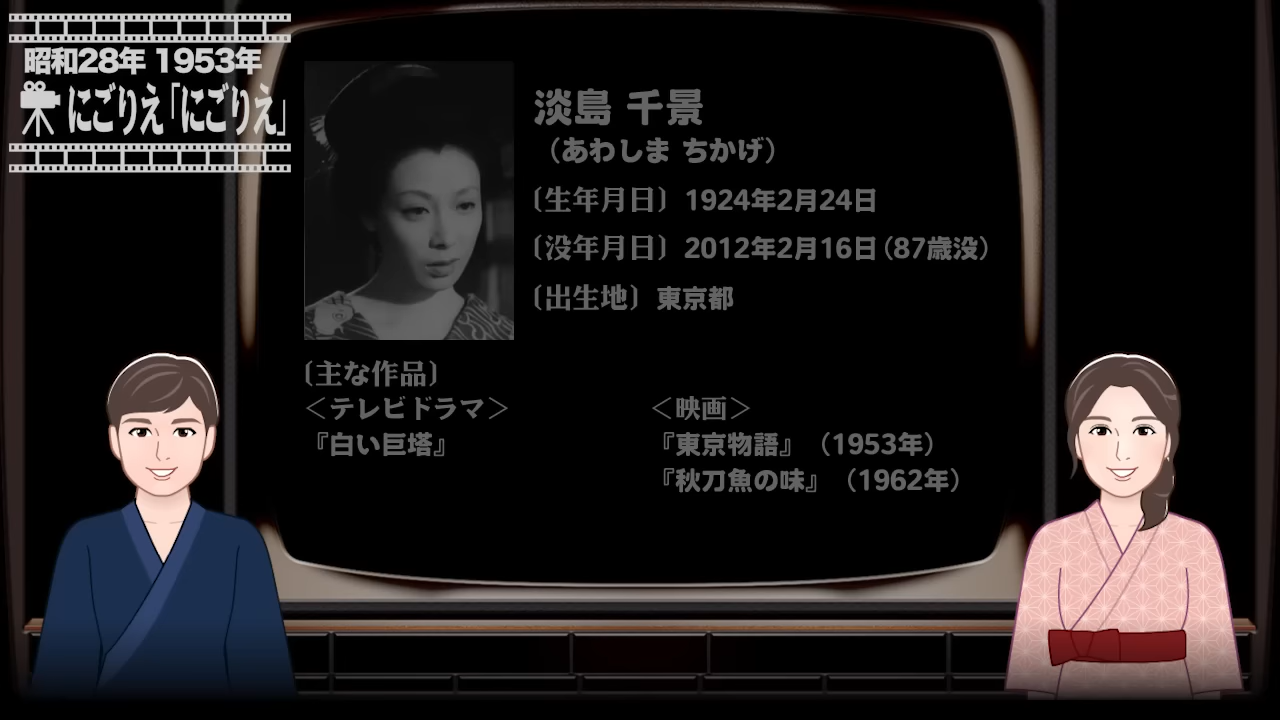 昭和28年 1953年
にごりえ「にごりえ」
淡島 千景
（あわしま ちかげ）
〔生年月日〕 1924年2月24日
〔没年月日〕 2012年2月16日（87歳没）
〔出生地〕 東京都
〔主な作品〕
＜テレビドラマ＞
『白い巨塔』
＜映画＞
『東京物語』（1953年）
『秋刀魚の味』（1962年）